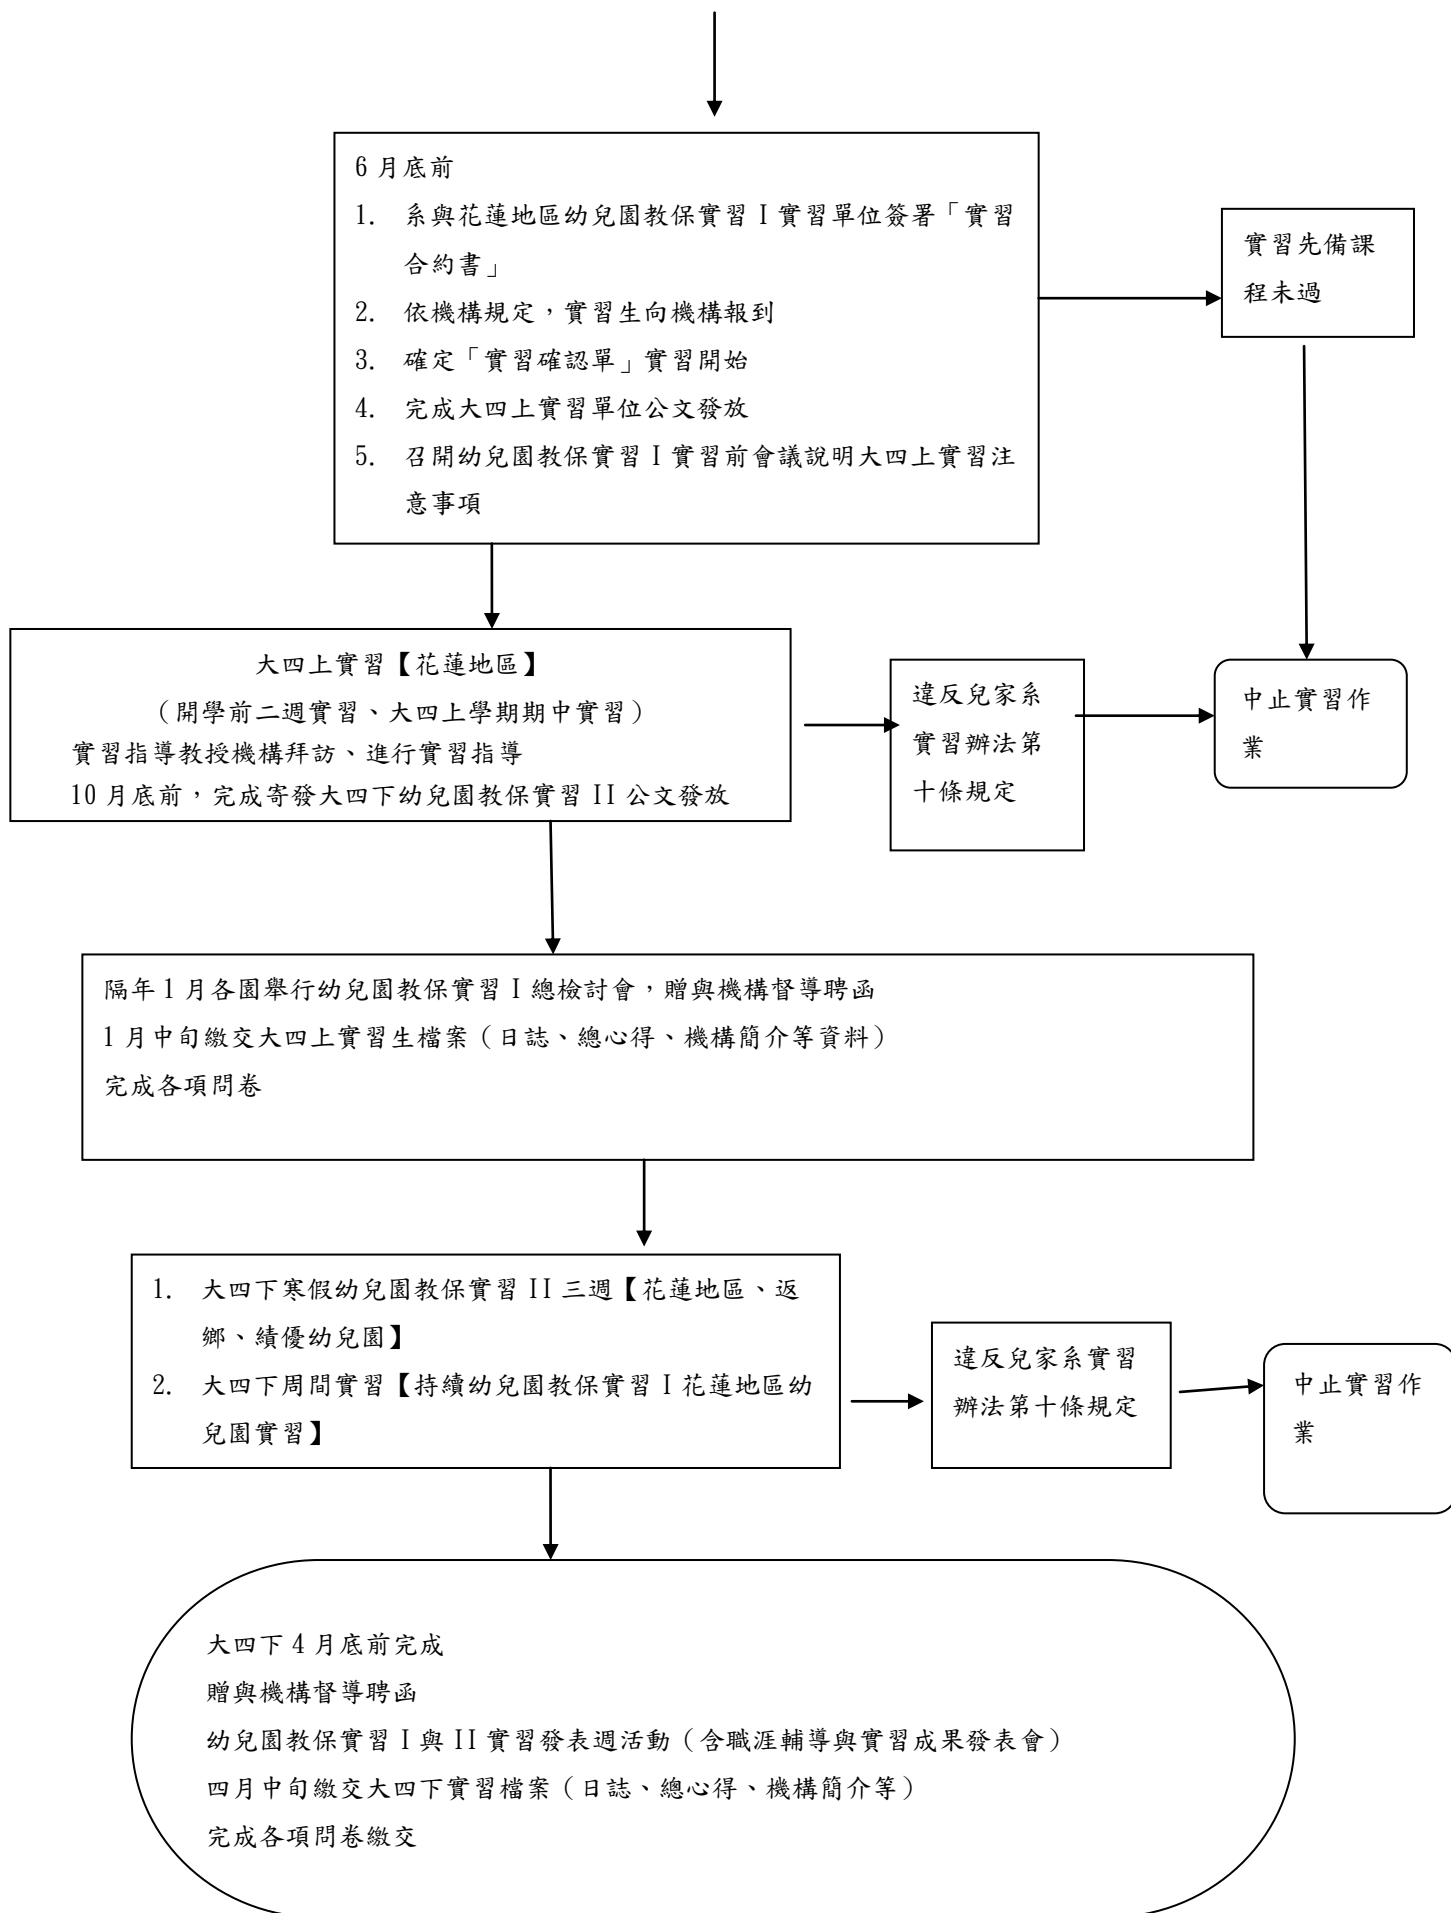 6 月底前
1. 系與花蓮地區幼兒園教保實習 I 實習單位簽署「實習
合約書」
2. 依機構規定，實習生向機構報到
3. 確定「實習確認單」實習開始
4. 完成大四上實習單位公文發放
5. 召開幼兒園教保實習 I 實習前會議說明大四上實習注
意事項
實習先備課
程未過
大四上實習【花蓮地區】
（開學前二週實習、大四上學期期中實習）
實習指導教授機構拜訪、進行實習指導
10 月底前，完成寄發大四下幼兒園教保實習 II 公文發放
違反兒家系
實習辦法第
十條規定
中止實習作
業
隔年 1 月各園舉行幼兒園教保實習 I 總檢討會，贈與機構督導聘函
1 月中旬繳交大四上實習生檔案（日誌、總心得、機構簡介等資料）
完成各項問卷
1. 大四下寒假幼兒園教保實習 II 三週【花蓮地區、返
鄉、績優幼兒園】
2. 大四下周間實習【持續幼兒園教保實習 I 花蓮地區幼
兒園實習】
違反兒家系實習
辦法第十條規定
中止實習作
業
大四下 4 月底前完成
贈與機構督導聘函
幼兒園教保實習 I 與 II 實習發表週活動（含職涯輔導與實習成果發表會）
四月中旬繳交大四下實習檔案（日誌、總心得、機構簡介等）
完成各項問卷繳交